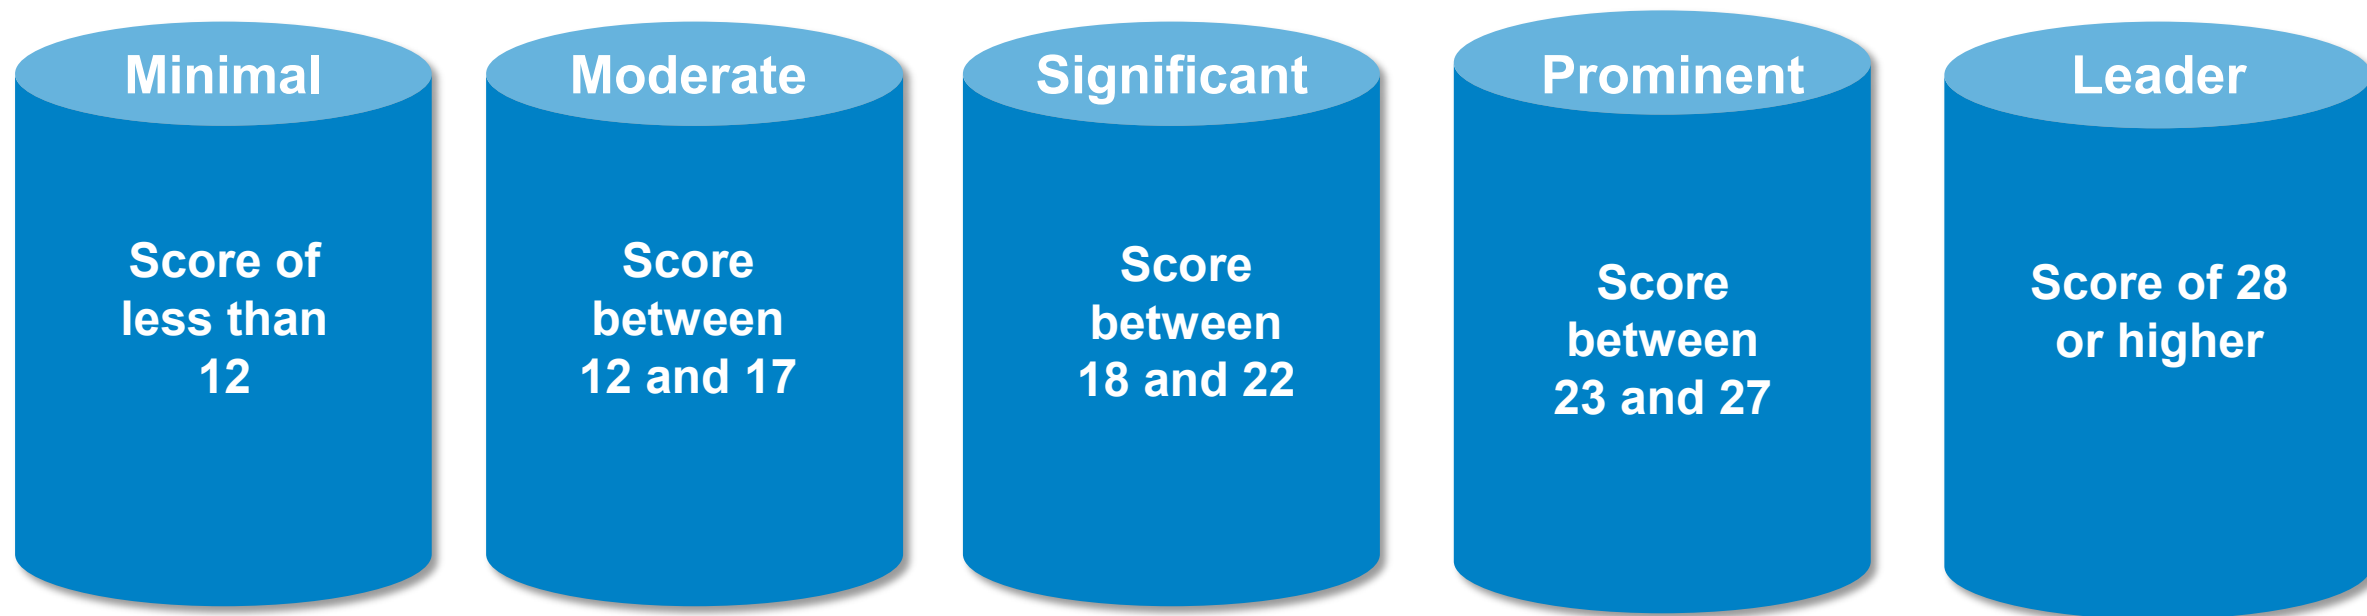 Minimal
Score of
less than
12
Moderate
Score
between
12 and 17
Significant
Score
between
18 and 22
Prominent
Score
between
23 and 27
Leader
Score of 28
or higher